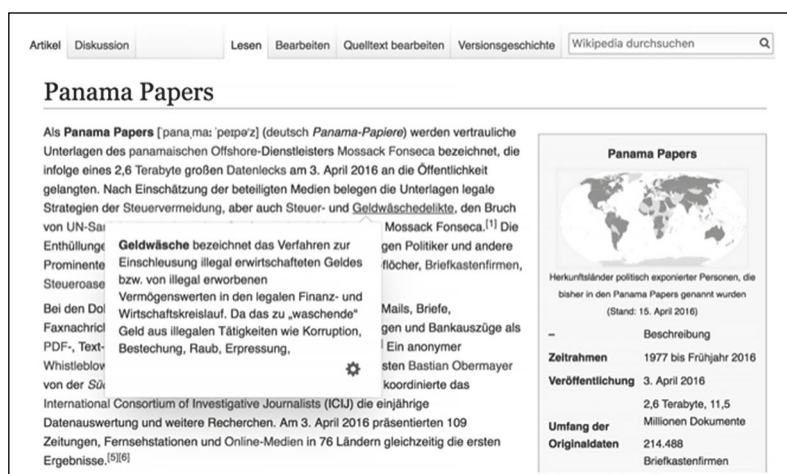 Artikel Diskussion Lesen Bearbeiten Quelltext bearbeiten Versionsgeschichte Wikipedia durchsuchen
Panama Papers
Als Panama Papers [ˈpanaˌmaː ˈpeɪpəʳz] (deutsch Panama-Papiere) werden vertrauliche
Unterlagen des panamaischen Offshore-Dienstleisters Mossack Fonseca bezeichnet, die
infolge eines 2,6 Terabyte großen Datenlecks am 3. April 2016 an die Öffentlichkeit
gelangten. Nach Einschätzung der beteiligten Medien belegen die Unterlagen legale
Strategien der Steuervermeidung, aber auch Steuer- und Geldwäschedelikte, den Bruch
von UN-Sa Mossack Fonseca.[1] Die
Enthüllunge gen Politiker und andere
Prominente flöcher, Briefkastenfirmen,
Steueroase
Bei den Do Mails, Briefe,
Faxnachric gen und Bankauszüge als
PDF-, Text- Ein anonymer
Whistleblow sten Bastian Obermayer
von der Sü koordinierte das
International Consortium of Investigative Journalists (ICIJ) die einjährige
Datenauswertung und weitere Recherchen. Am 3. April 2016 präsentierten 109
Zeitungen, Fernsehstationen und Online-Medien in 76 Ländern gleichzeitig die ersten
Ergebnisse.[5][6]
Geldwäsche bezeichnet das Verfahren zur
Einschleusung illegal erwirtschafteten Geldes
bzw. von illegal erworbenen
Vermögenswerten in den legalen Finanz- und
Wirtschaftskreislauf. Da das zu „waschende“
Geld aus illegalen Tätigkeiten wie Korruption,
Bestechung, Raub, Erpressung,
Panama Papers
Herkunftsländer politisch exponierter Personen, die
bisher in den Panama Papers genannt wurden
(Stand: 15. April 2016)
– Beschreibung
Zeitrahmen 1977 bis Frühjahr 2016
Veröffentlichung 3. April 2016
Umfang der Originaldaten 2,6 Terabyte, 11,5
Millionen Dokumente
214.488
Briefkastenfirmen